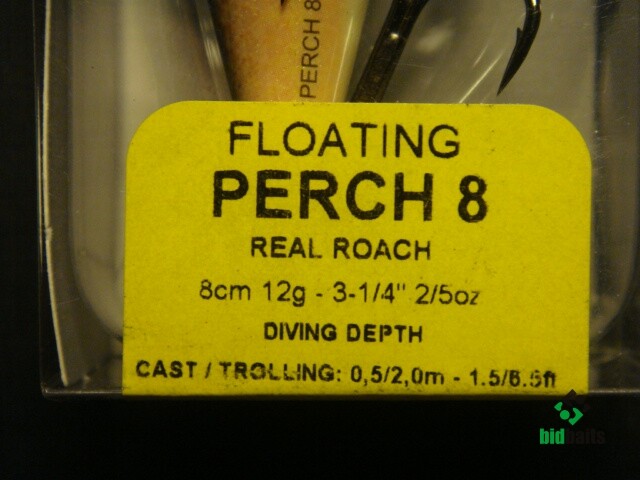 PERCH 8
FLOATING
PERCH 8
REAL ROACH
8cm 12g - 3-1/4" 2/5oz
DIVING DEPTH
CAST / TROLLING: 0,5/2,0m - 1.5/6.5ft
bidbaits